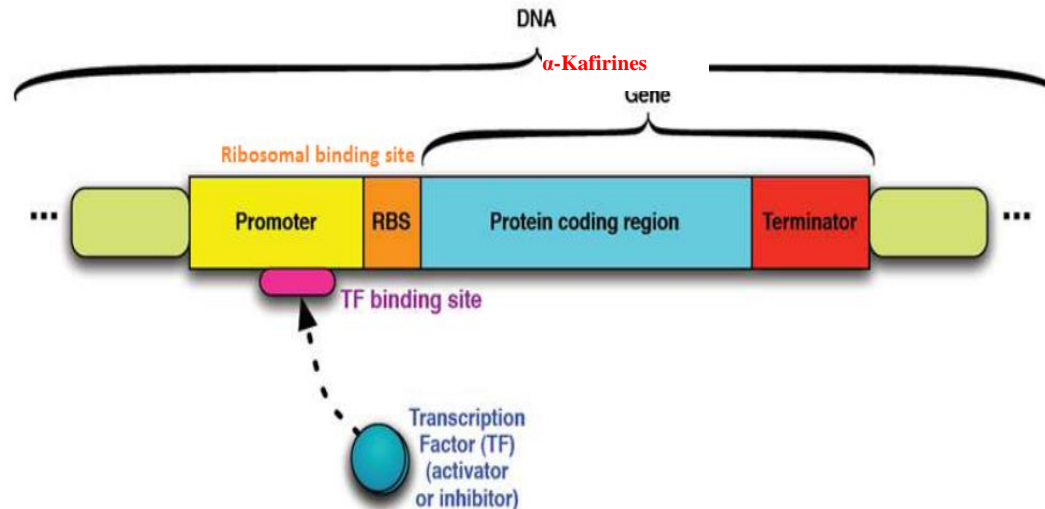 DNA
α-Kafirines
Gene
Ribosomal binding site
... Promoter RBS Protein coding region Terminator ...
TF binding site
Transcription
Factor (TF)
(activator
or inhibitor)